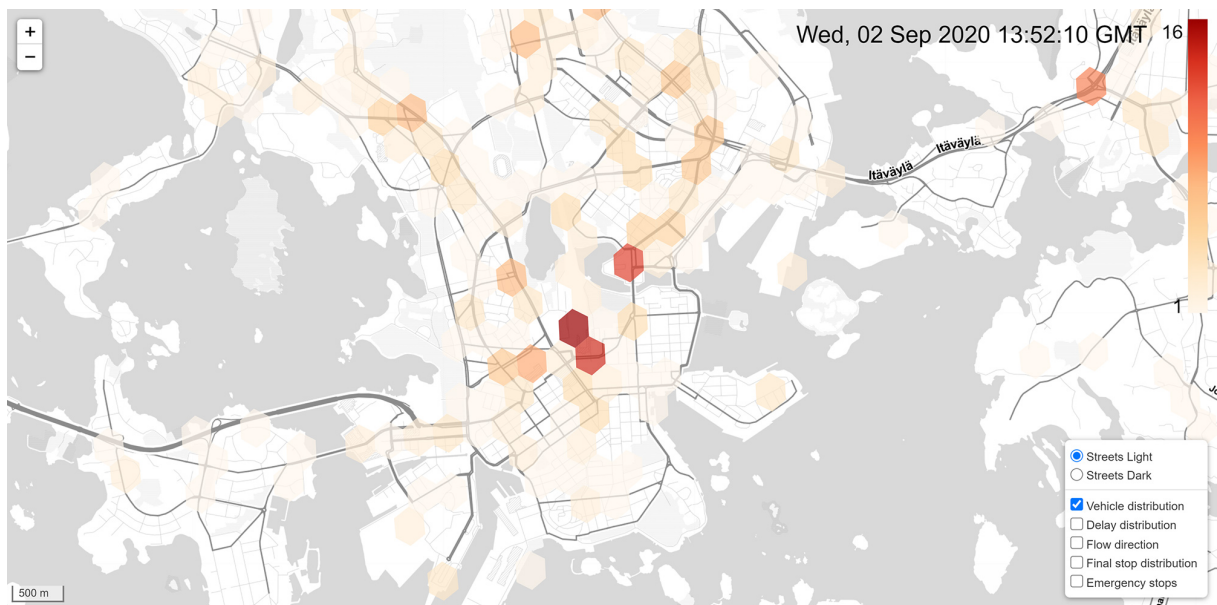 +
−
Wed, 02 Sep 2020 13:52:10 GMT
16
1
Itäväylä
Itäväylä
500 m
Streets Light
Streets Dark
Vehicle distribution
Delay distribution
Flow direction
Final stop distribution
Emergency stops